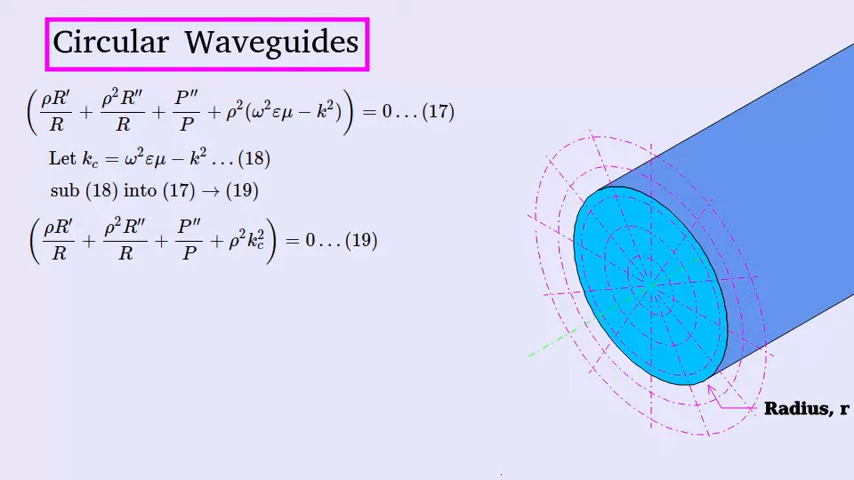 Circular Waveguides
(ρR′/R + ρ²R″/R + P″/P + ρ²(ω²εμ − k²)) = 0...(17)
Let k_c = ω²εμ − k² ...(18)
sub (18) into (17) → (19)
(ρR′/R + ρ²R″/R + P″/P + ρ²k_c²) = 0...(19)
Radius, r